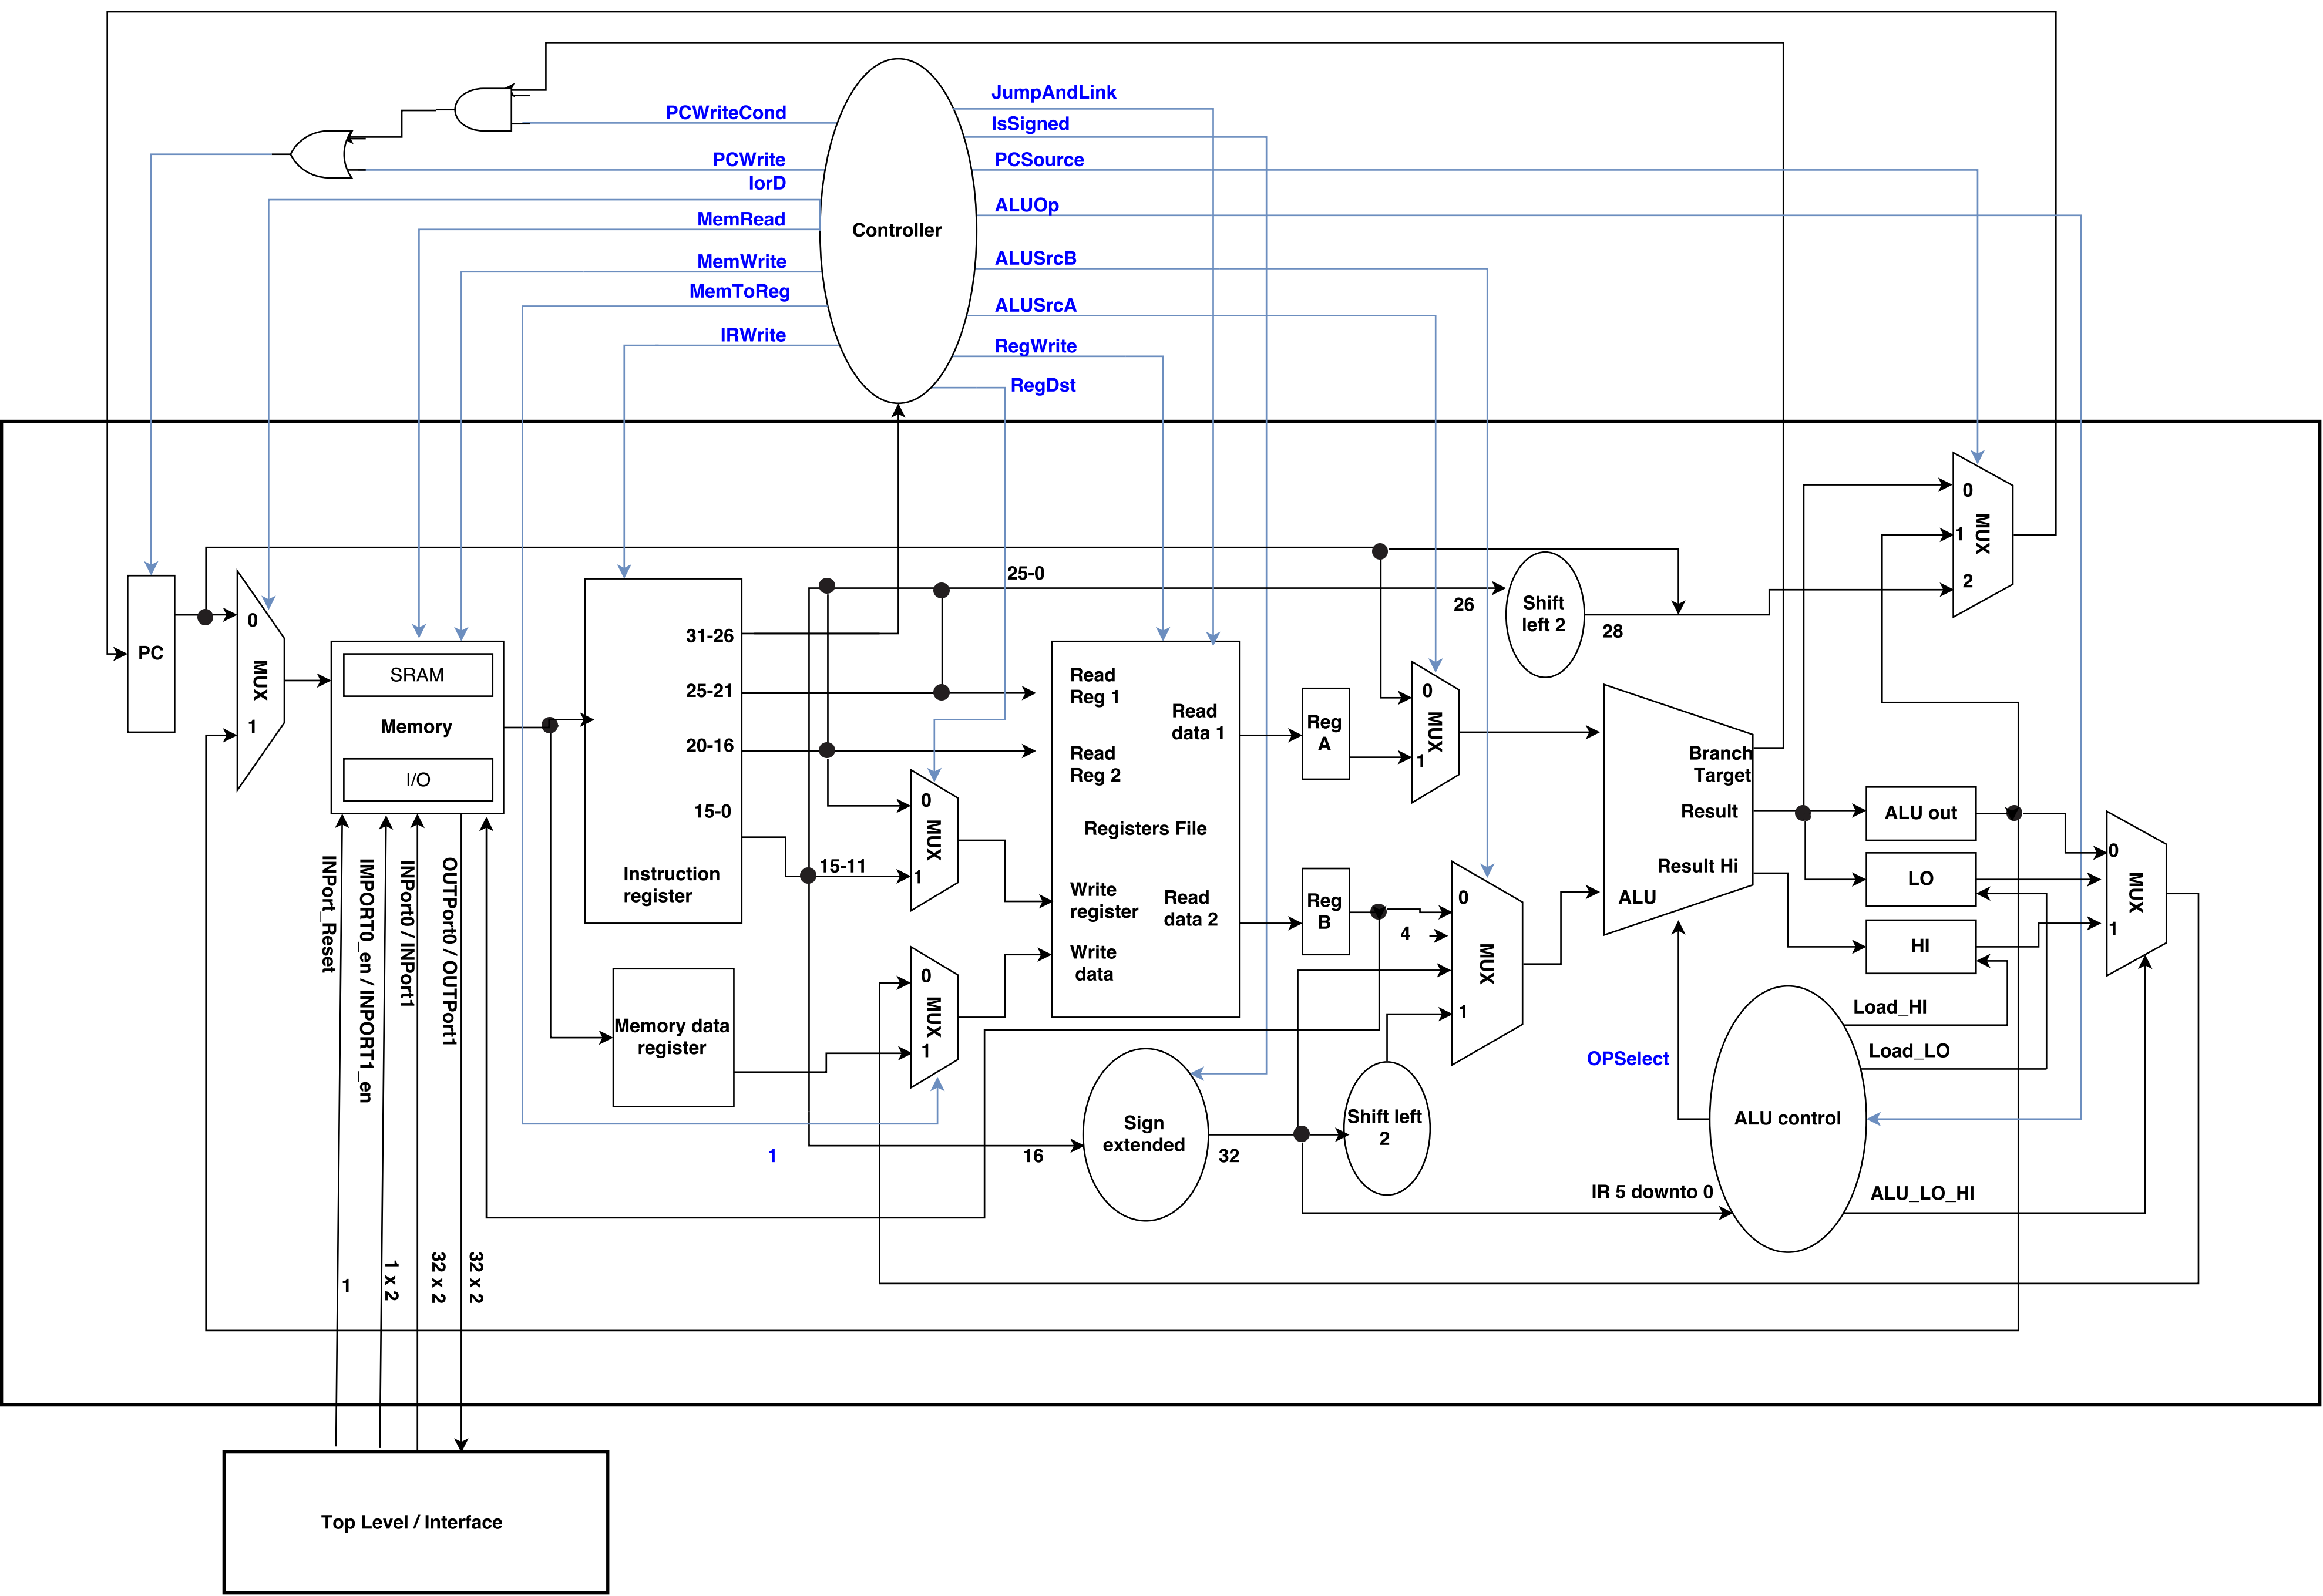 JumpAndLink
PCWriteCond
IsSigned
PCWrite
PCSource
IorD
ALUOp
MemRead
Controller
MemWrite
ALUSrcB
MemToReg
ALUSrcA
IRWrite
RegWrite
RegDst
0
MUX
1
2
25-0
26
Shift
left 2
28
PC
0
MUX
1
SRAM
Memory
I/O
31-26
25-21
20-16
15-0
Instruction
register
15-11
0
MUX
1
Read
Reg 1
Read
data 1
Read
Reg 2
Registers File
Write
register
Read
data 2
Write
data
Reg
A
0
MUX
1
Reg
B
4
0
MUX
1
Branch
Target
Result
Result Hi
ALU
ALU out
LO
HI
0
MUX
1
Memory data
register
0
MUX
1
1
16
Sign
extended
32
Shift left
2
OPSelect
Load_HI
Load_LO
ALU control
IR 5 downto 0
ALU_LO_HI
INPort_Reset
IMPORT0_en / INPORT1_en
INPort0 / INPort1
OUTPort0 / OUTPort1
1
1 x 2
32 x 2
32 x 2
Top Level / Interface